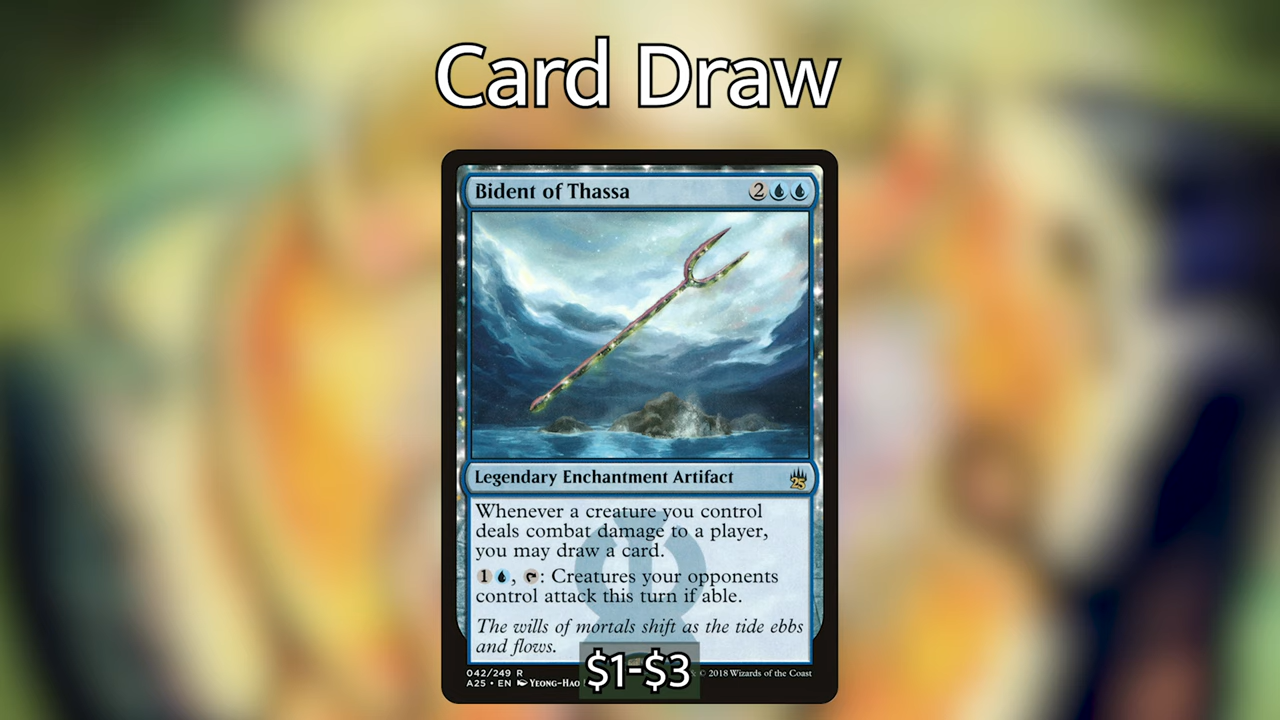 Card Draw
Bident of Thassa 2
Legendary Enchantment Artifact
25
Whenever a creature you control
deals combat damage to a player,
you may draw a card.
1, : Creatures your opponents
control attack this turn if able.
The wills of mortals shift as the tide ebbs
and flows.
$1-$3
042/249 R
A25 • EN Yeong-Hao
© 2018 Wizards of the Coast